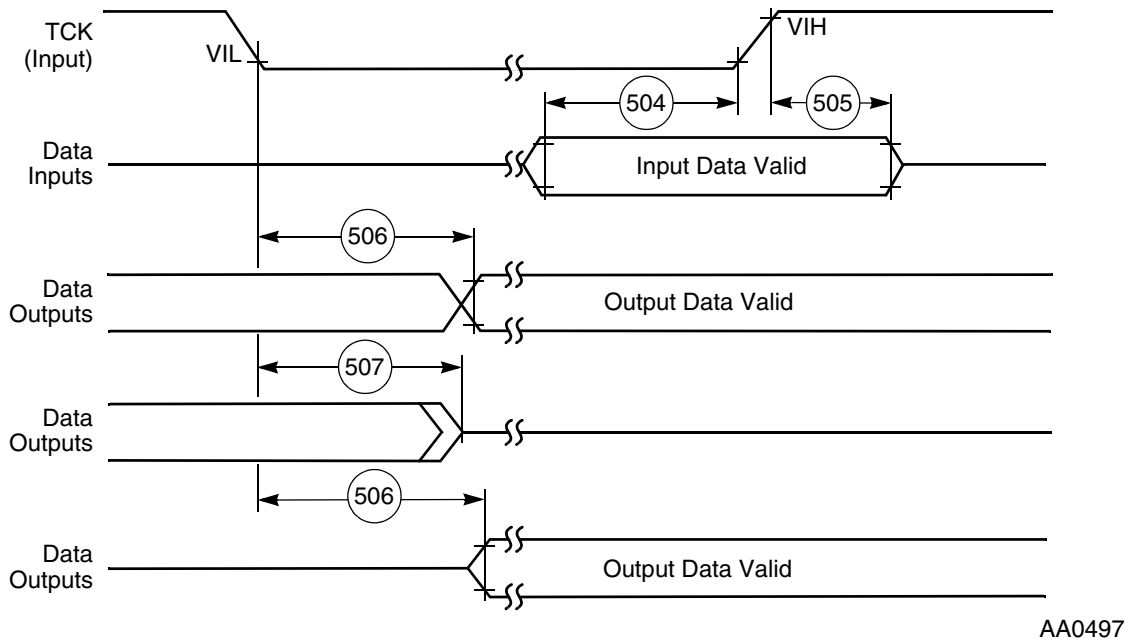 TCK
(Input)
VIL
VIH
504
505
Data
Inputs
Input Data Valid
506
Data
Outputs
Output Data Valid
507
Data
Outputs
506
Data
Outputs
Output Data Valid
AA0497